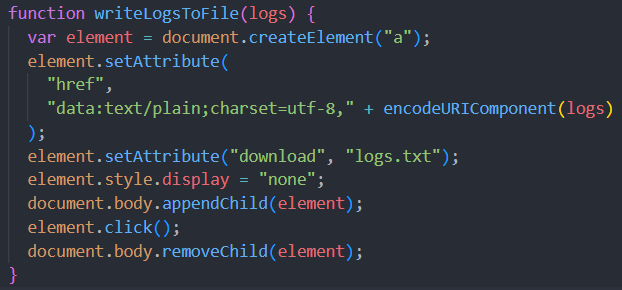 function writeLogsToFile(logs) {
  var element = document.createElement("a");
  element.setAttribute(
    "href",
    "data:text/plain;charset=utf-8," + encodeURIComponent(logs)
  );
  element.setAttribute("download", "logs.txt");
  element.style.display = "none";
  document.body.appendChild(element);
  element.click();
  document.body.removeChild(element);
}